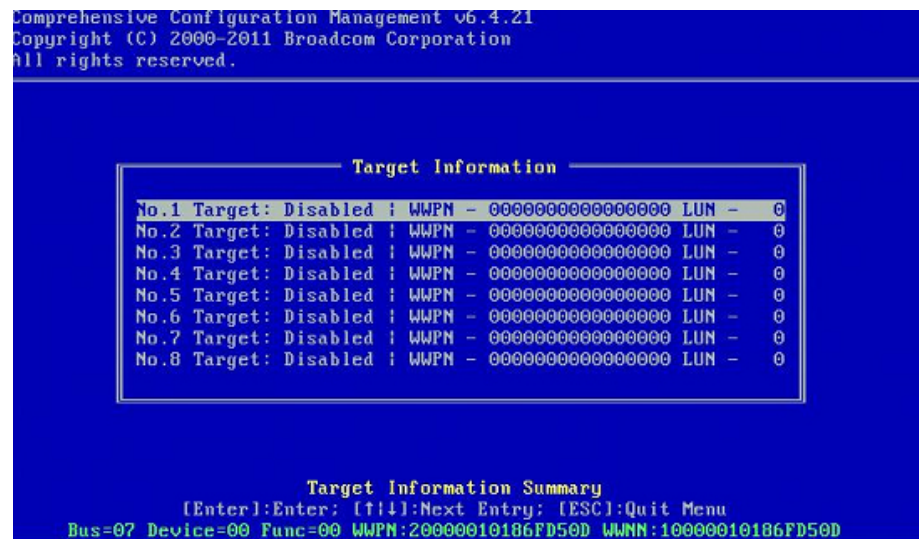 Comprehensive Configuration Management v6.4.21
Copyright (C) 2000-2011 Broadcom Corporation
All rights reserved.
Target Information
No.1 Target: Disabled ¦ WWPN - 0000000000000000 LUN - 0
No.2 Target: Disabled ¦ WWPN - 0000000000000000 LUN - 0
No.3 Target: Disabled ¦ WWPN - 0000000000000000 LUN - 0
No.4 Target: Disabled ¦ WWPN - 0000000000000000 LUN - 0
No.5 Target: Disabled ¦ WWPN - 0000000000000000 LUN - 0
No.6 Target: Disabled ¦ WWPN - 0000000000000000 LUN - 0
No.7 Target: Disabled ¦ WWPN - 0000000000000000 LUN - 0
No.8 Target: Disabled ¦ WWPN - 0000000000000000 LUN - 0
Target Information Summary
[Enter]:Enter; [↑¦↓]:Next Entry; [ESC]:Quit Menu
Bus=07 Device=00 Func=00 WWPN:20000010186FD50D WWNN:10000010186FD50D